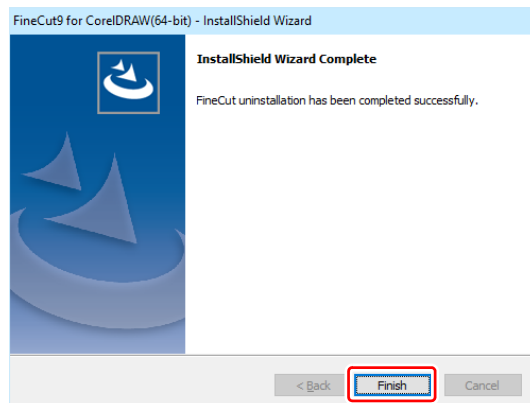 FineCut9 for CorelDRAW(64-bit) - InstallShield Wizard
InstallShield Wizard Complete
FineCut uninstallation has been completed successfully.
< Back Finish Cancel